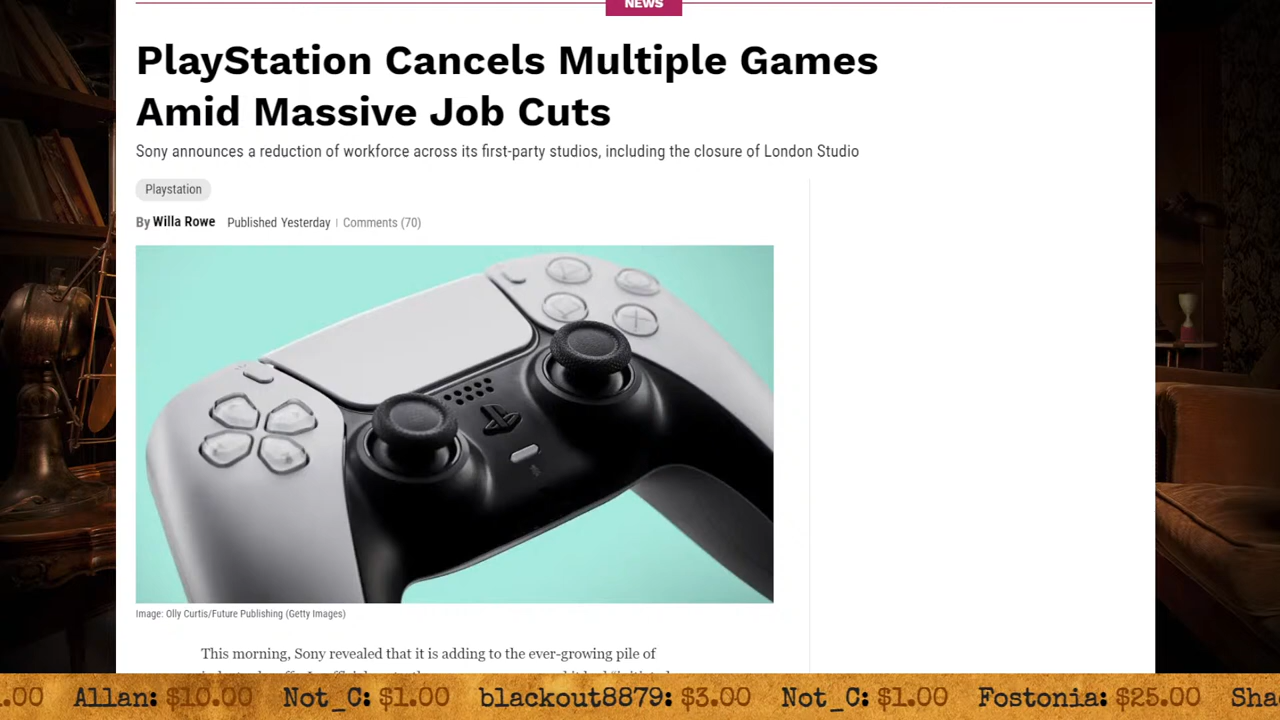 NEWS
PlayStation Cancels Multiple Games
Amid Massive Job Cuts
Sony announces a reduction of workforce across its first-party studios, including the closure of London Studio
Playstation
By Willa Rowe Published Yesterday | Comments (70)
Image: Olly Curtis/Future Publishing (Getty Images)
This morning, Sony revealed that it is adding to the ever-growing pile of
.00 Allan: $10.00 Not_C: $1.00 blackout8879: $3.00 Not_C: $1.00 Fostonia: $25.00 Sha